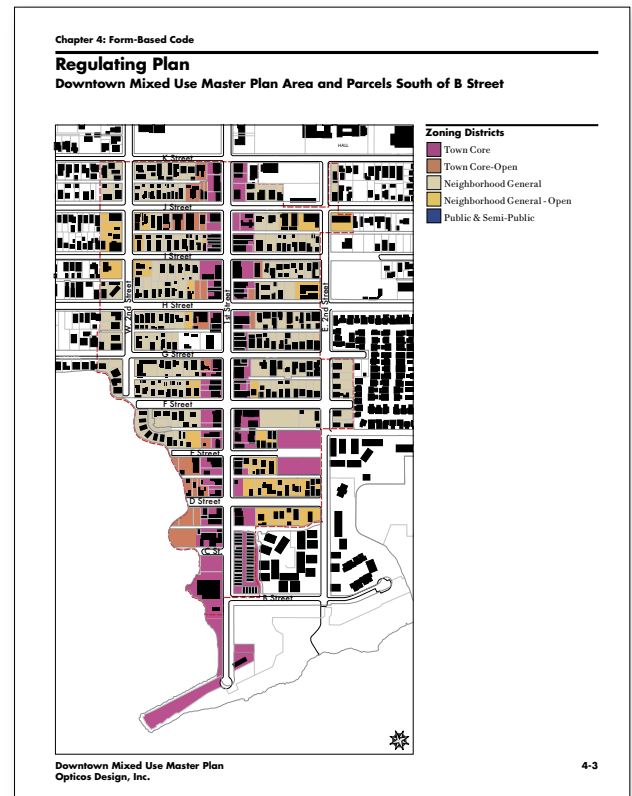 Chapter 4: Form-Based Code
Regulating Plan
Downtown Mixed Use Master Plan Area and Parcels South of B Street
Zoning Districts
Town Core
Town Core-Open
Neighborhood General
Neighborhood General - Open
Public & Semi-Public
HALL
K Street
J Street
I Street
H Street
G Street
F Street
E Street
D Street
C St
B Street
W. 2nd Street
1st Street
E. 2nd Street
Downtown Mixed Use Master Plan
4-3
Opticos Design, Inc.